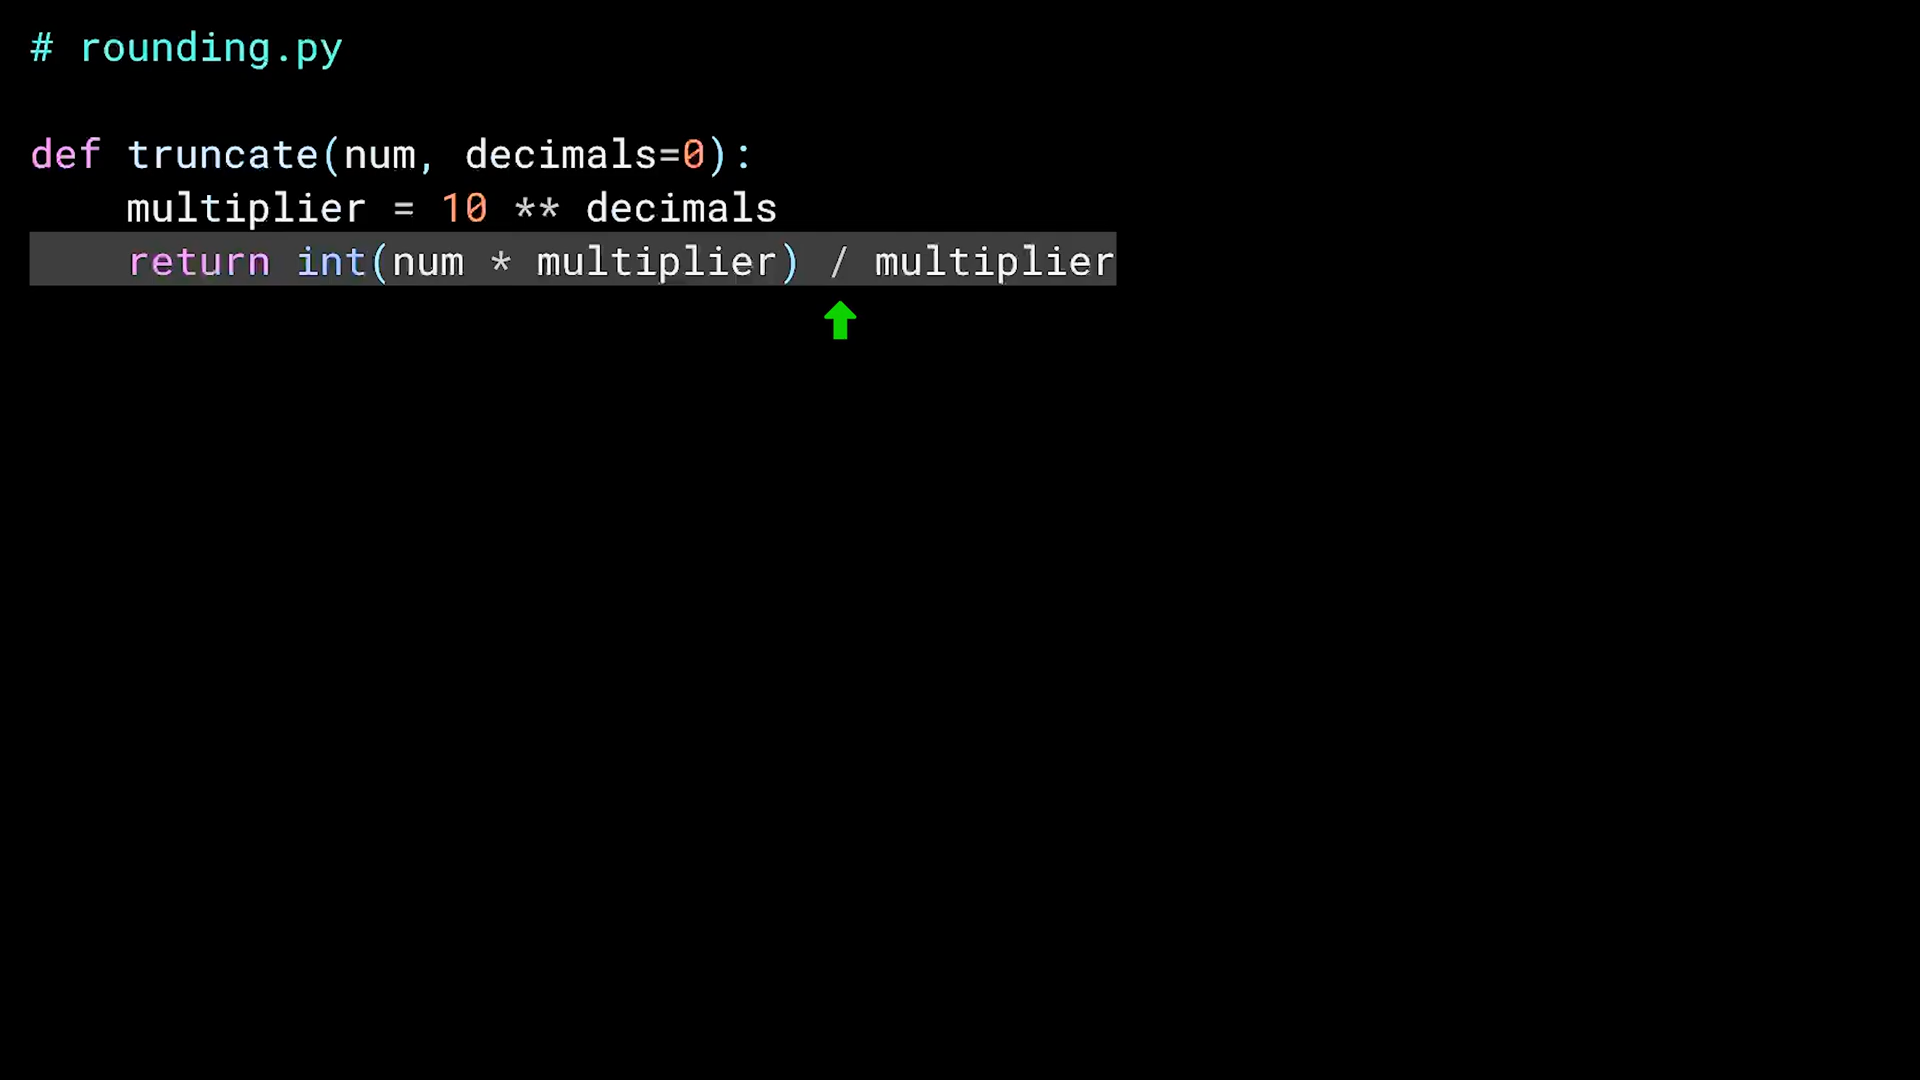 # rounding.py
def truncate(num, decimals=0):
    multiplier = 10 ** decimals
    return int(num * multiplier) / multiplier